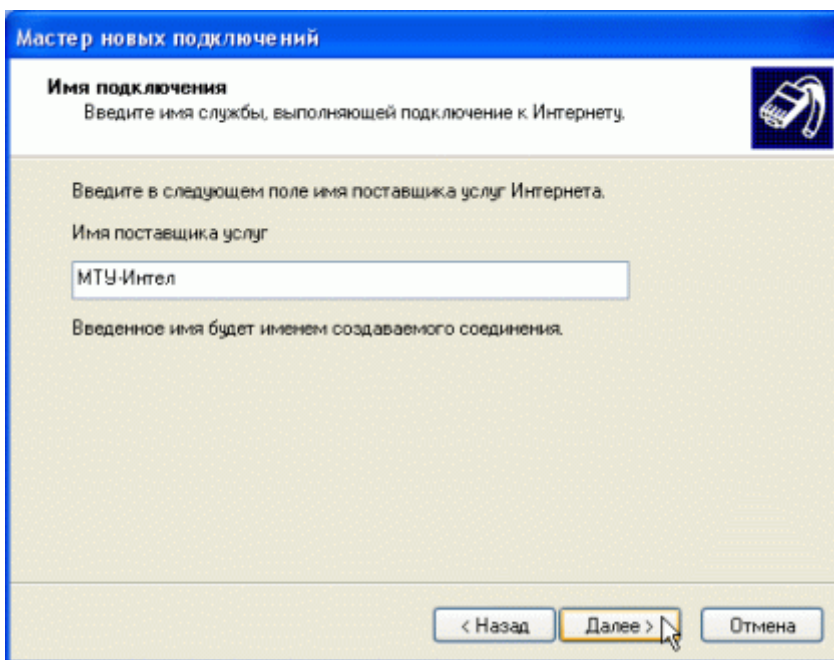 Мастер новых подключений
Имя подключения
Введите имя службы, выполняющей подключение к Интернету.
Введите в следующем поле имя поставщика услуг Интернета.
Имя поставщика услуг
МТУ-Интел
Введенное имя будет именем создаваемого соединения.
< Назад
Далее >
Отмена